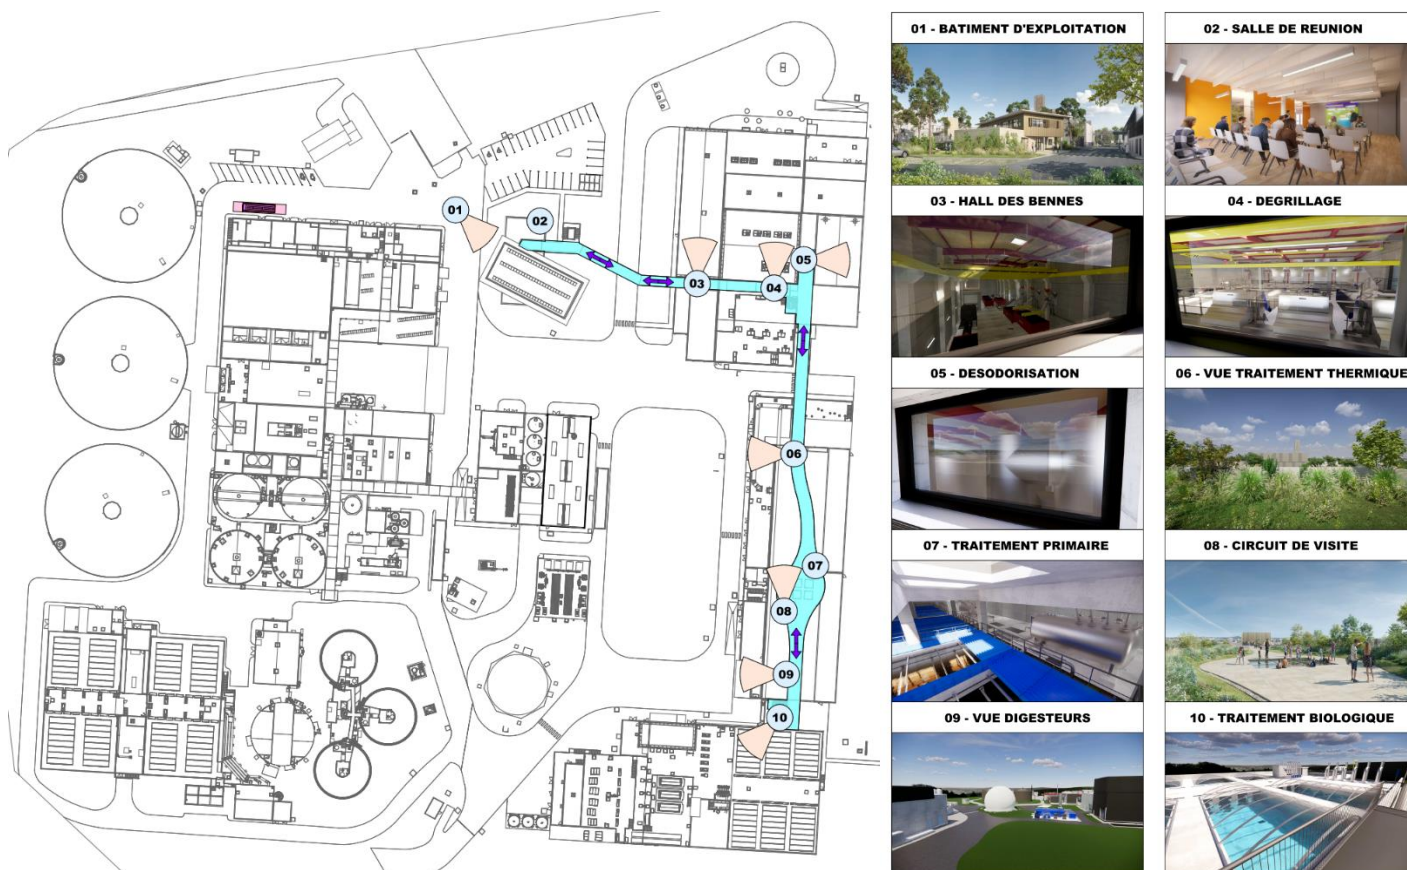 01 - BATIMENT D'EXPLOITATION
02 - SALLE DE REUNION
03 - HALL DES BENNES
04 - DEGRILLAGE
05 - DESODORISATION
06 - VUE TRAITEMENT THERMIQUE
07 - TRAITEMENT PRIMAIRE
08 - CIRCUIT DE VISITE
09 - VUE DIGESTEURS
10 - TRAITEMENT BIOLOGIQUE
01
02
03
04
05
06
07
08
09
10